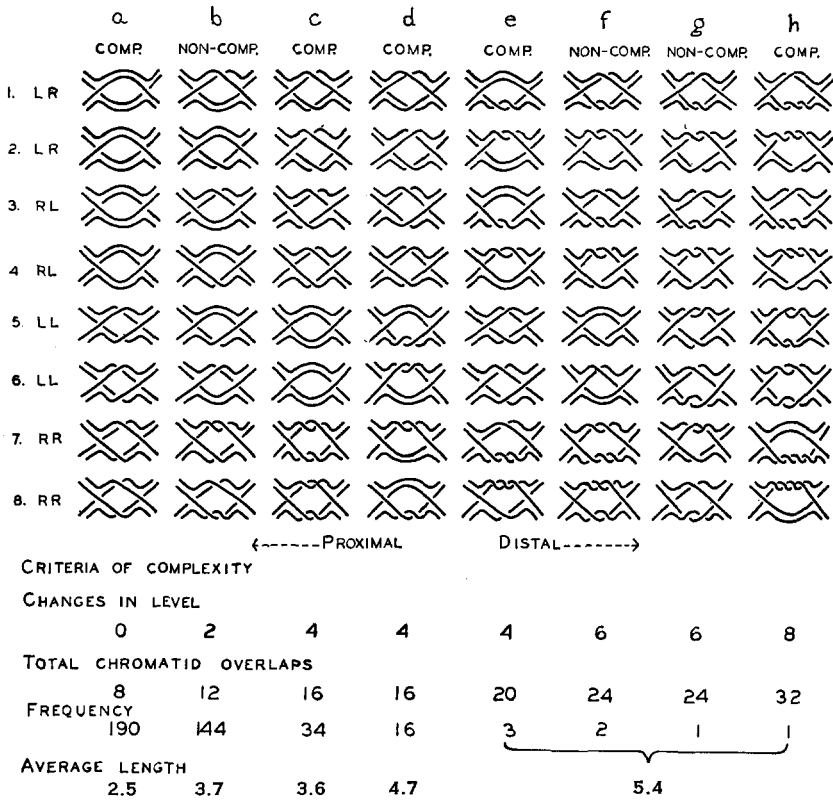 a b c d e f g h
COMP. NON-COMP. COMP. COMP. COMP. NON-COMP. NON-COMP. COMP.
1. LR
2. LR
3. RL
4 RL
5. LL
6. LL
7. RR
8. RR
<------PROXIMAL DISTAL------>
CRITERIA OF COMPLEXITY
CHANGES IN LEVEL
0 2 4 4 4 6 6 8
TOTAL CHROMATID OVERLAPS
8 12 16 16 20 24 24 32
FREQUENCY
190 144 34 16 3 2 1 1
AVERAGE LENGTH
2.5 3.7 3.6 4.7 5.4